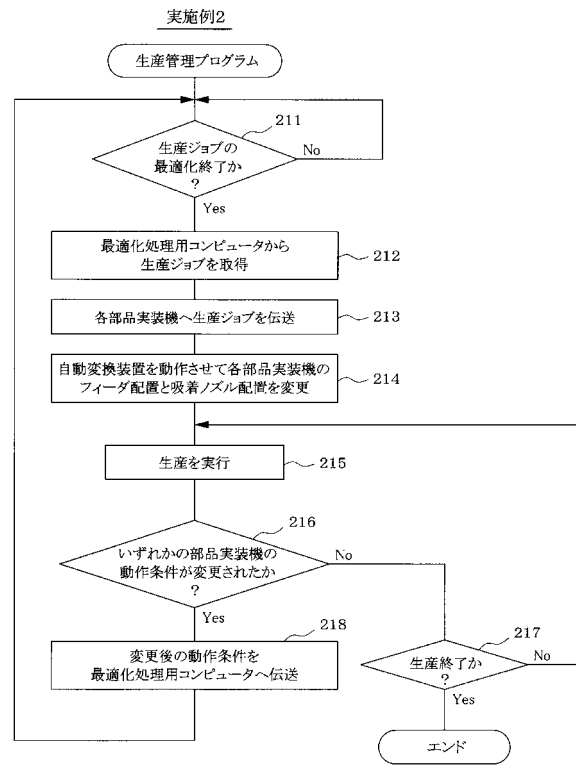 実施例2
生産管理プログラム
211
生産ジョブの
最適化終了か
?
No
Yes
最適化処理用コンピュータから
生産ジョブを取得
212
各部品実装機へ生産ジョブを伝送
213
自動変換装置を動作させて各部品実装機の
フィーダ配置と吸着ノズル配置を変更
214
生産を実行
215
216
いずれかの部品実装機の
動作条件が変更されたか
?
No
Yes
218
変更後の動作条件を
最適化処理用コンピュータへ伝送
217
生産終了か
?
No
Yes
エンド